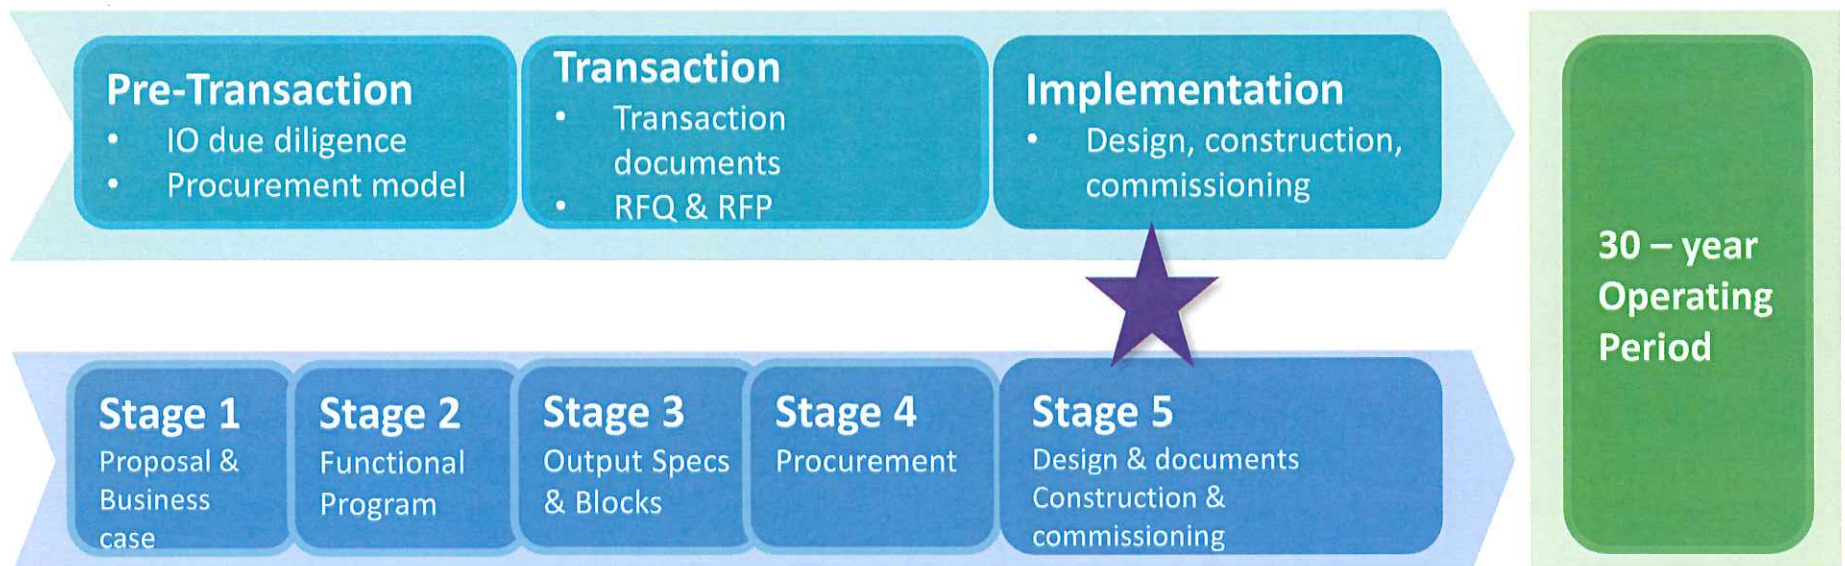 Pre-Transaction
• IO due diligence
• Procurement model
Transaction
• Transaction
documents
• RFQ & RFP
Implementation
• Design, construction,
commissioning
30 – year
Operating
Period
Stage 1
Proposal &
Business
case
Stage 2
Functional
Program
Stage 3
Output Specs
& Blocks
Stage 4
Procurement
Stage 5
Design & documents
Construction &
commissioning